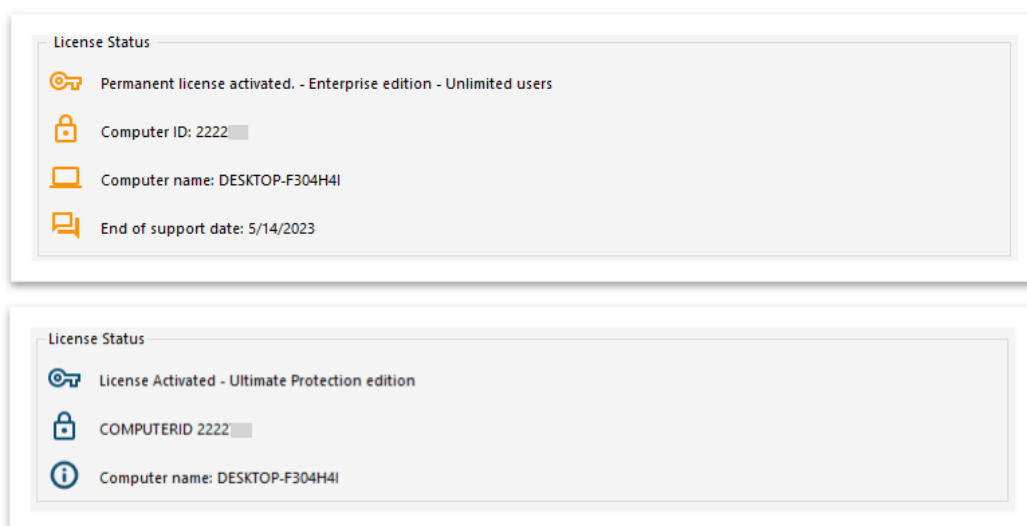 License Status
Permanent license activated. - Enterprise edition - Unlimited users
Computer ID: 2222
Computer name: DESKTOP-F304H4I
End of support date: 5/14/2023
License Status
License Activated - Ultimate Protection edition
COMPUTERID 2222
Computer name: DESKTOP-F304H4I